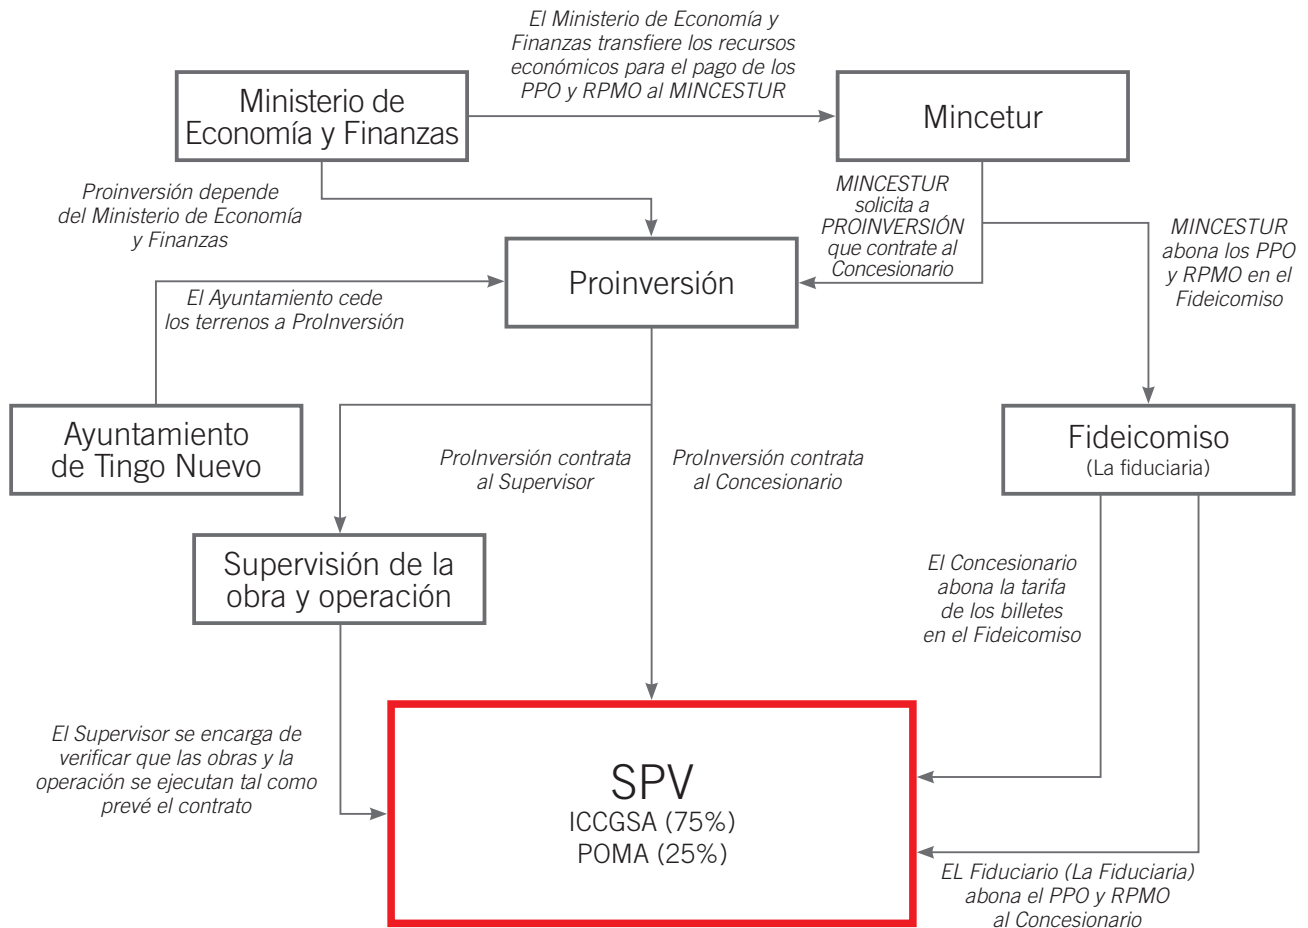 El Ministerio de Economía y
Finanzas transfiere los recursos
económicos para el pago de los
PPO y RPMO al MINCESTUR
Ministerio de
Economía y Finanzas
Mincetur
Proinversión depende
del Ministerio de Economía
y Finanzas
MINCESTUR
solicita a
PROINVERSIÓN
que contrate al
Concesionario
MINCESTUR
abona los PPO
y RPMO en el
Fideicomiso
Proinversión
El Ayuntamiento cede
los terrenos a ProInversión
Ayuntamiento
de Tingo Nuevo
Fideicomiso
(La fiduciaria)
ProInversión contrata
al Supervisor
ProInversión contrata
al Concesionario
Supervisión de la
obra y operación
El Concesionario
abona la tarifa
de los billetes
en el Fideicomiso
El Supervisor se encarga de
verificar que las obras y la
operación se ejecutan tal como
prevé el contrato
SPV
ICCGSA (75%)
POMA (25%)
EL Fiduciario (La Fiduciaria)
abona el PPO y RPMO
al Concesionario